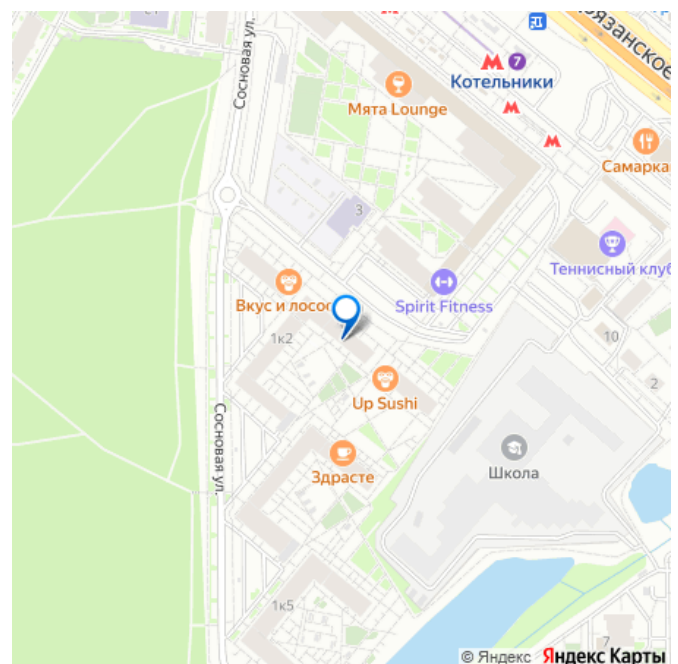 Сосновая ул.
7
Котельники
Мята Lounge
Самарка
3
Теннисный клуб
Вкус и лосос
Spirit Fitness
1к2
10
2
Up Sushi
Сосновая ул.
Здрасте
Школа
1к5
7
© Яндекс Яндекс Карты